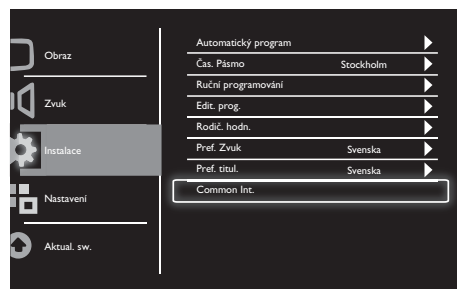 Obraz
Zvuk
Instalace
Nastavení
Aktual. sw.
Automatický program
Čas. Pásmo Stockholm
Ruční programování
Edit. prog.
Rodič. hodn.
Pref. Zvuk Svenska
Pref. titul. Svenska
Common Int.